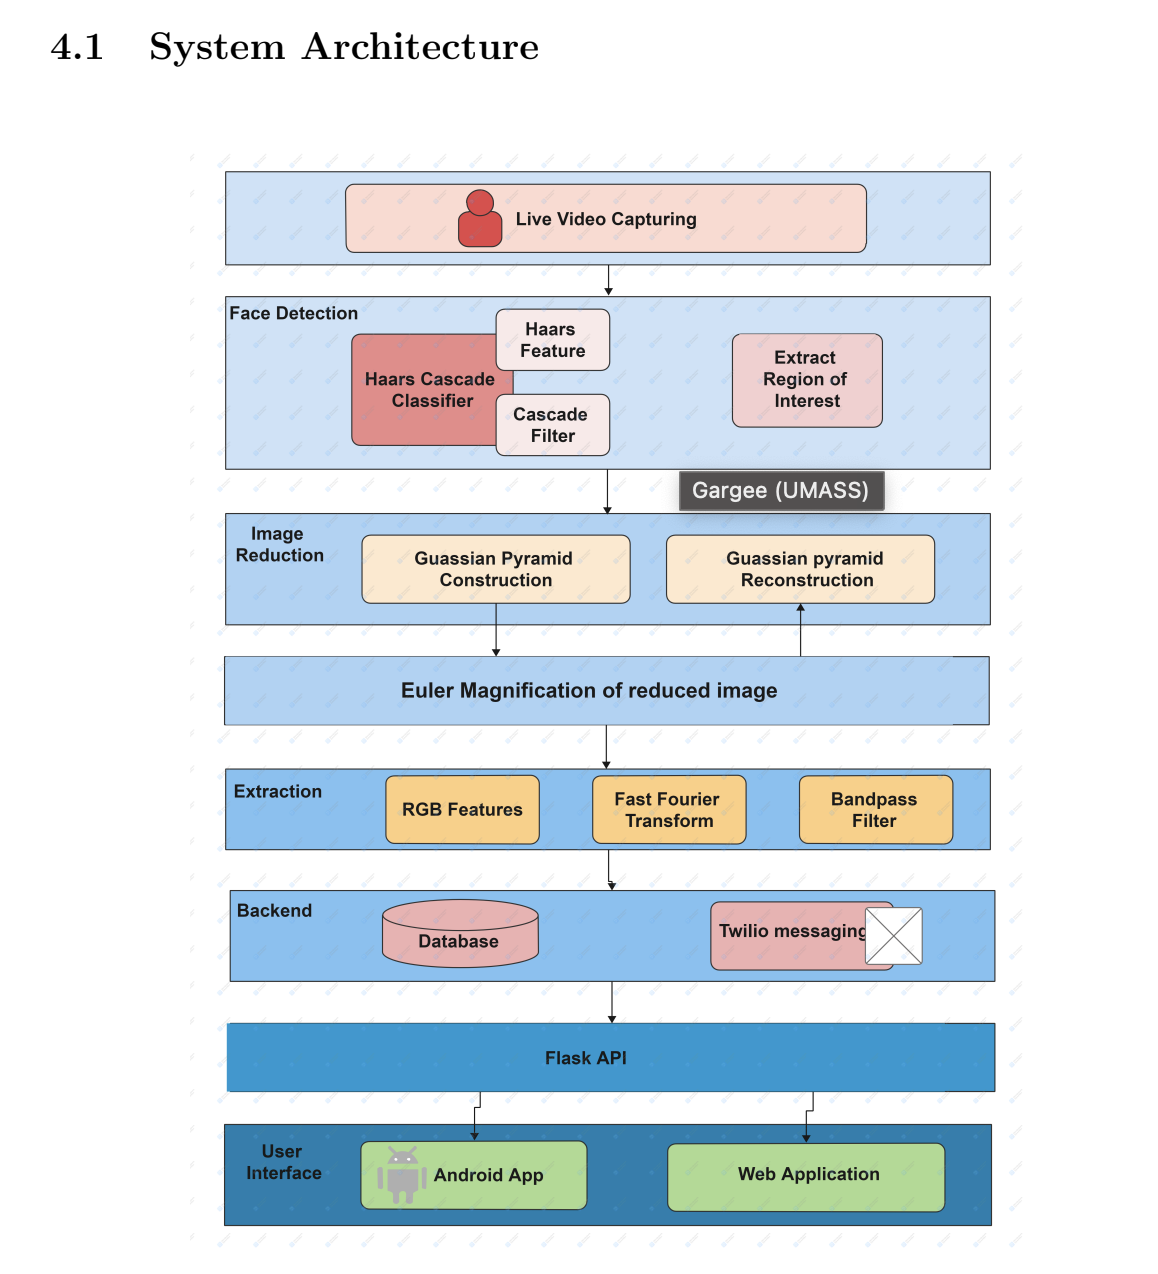 4.1 System Architecture
Live Video Capturing
Face Detection
Haars
Feature
Haars Cascade
Classifier
Cascade
Filter
Extract
Region of
Interest
Gargee (UMASS)
Image
Reduction
Guassian Pyramid
Construction
Guassian pyramid
Reconstruction
Euler Magnification of reduced image
Extraction
RGB Features
Fast Fourier
Transform
Bandpass
Filter
Backend
Database
Twilio messaging
Flask API
User
Interface
Android App
Web Application